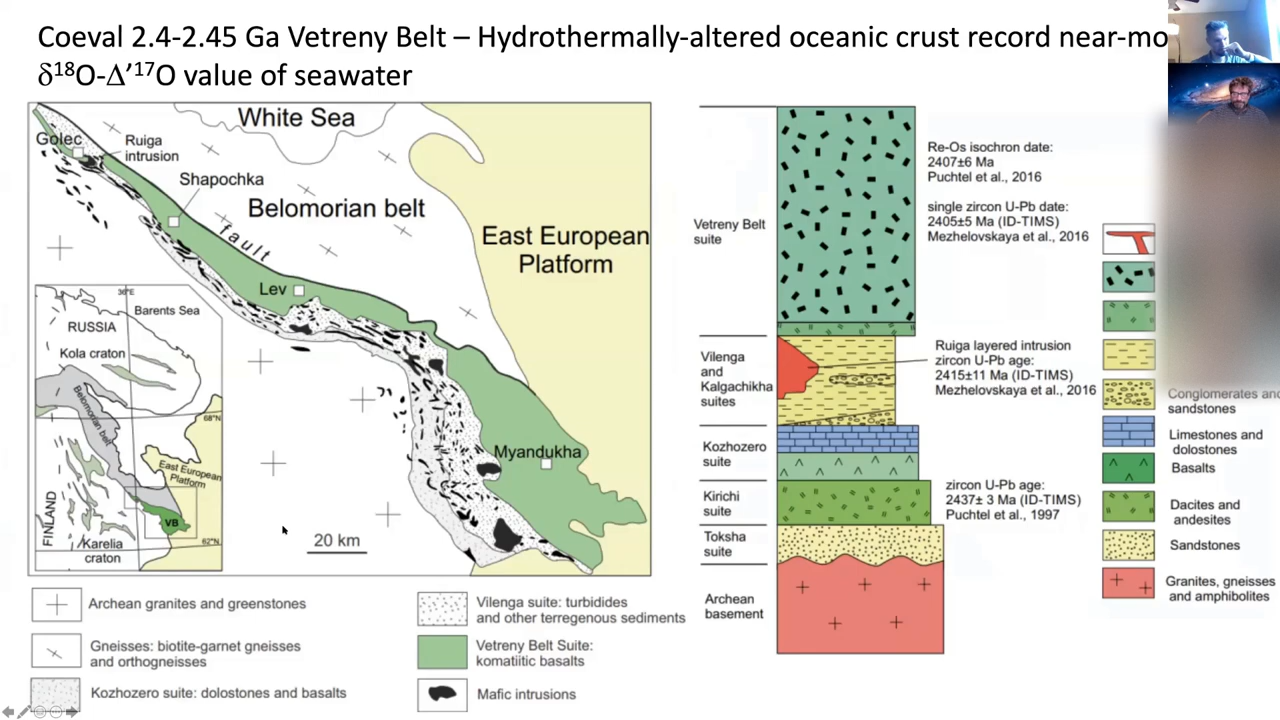 Coeval 2.4-2.45 Ga Vetreny Belt – Hydrothermally-altered oceanic crust record near-mo
δ¹⁸O-Δ’¹⁷O value of seawater
White Sea
Golec
Ruiga
intrusion
Shapochka
Belomorian belt
fault
East European
Platform
Lev
Myandukha
20 km
36°E
Barents Sea
RUSSIA
Kola craton
Belomorian belt
68°N
East European
Platform
FINLAND
VB
Karelia
craton
62°N
Archean granites and greenstones
Gneisses: biotite-garnet gneisses
and orthogneisses
Kozhozero suite: dolostones and basalts
Vilenga suite: turbidides
and other terregenous sediments
Vetreny Belt Suite:
komatiitic basalts
Mafic intrusions
Vetreny Belt
suite
Vilenga
and
Kalgachikha
suites
Kozhozero
suite
Kirichi
suite
Toksha
suite
Archean
basement
Re-Os isochron date:
2407±6 Ma
Puchtel et al., 2016
single zircon U-Pb date:
2405±5 Ma (ID-TIMS)
Mezhelovskaya et al., 2016
Ruiga layered intrusion
zircon U-Pb age:
2415±11 Ma (ID-TIMS)
Mezhelovskaya et al., 2016
zircon U-Pb age:
2437± 3 Ma (ID-TIMS)
Puchtel et al., 1997
Conglomerates and
sandstones
Limestones and
dolostones
Basalts
Dacites and
andesites
Sandstones
Granites, gneisses
and amphibolites